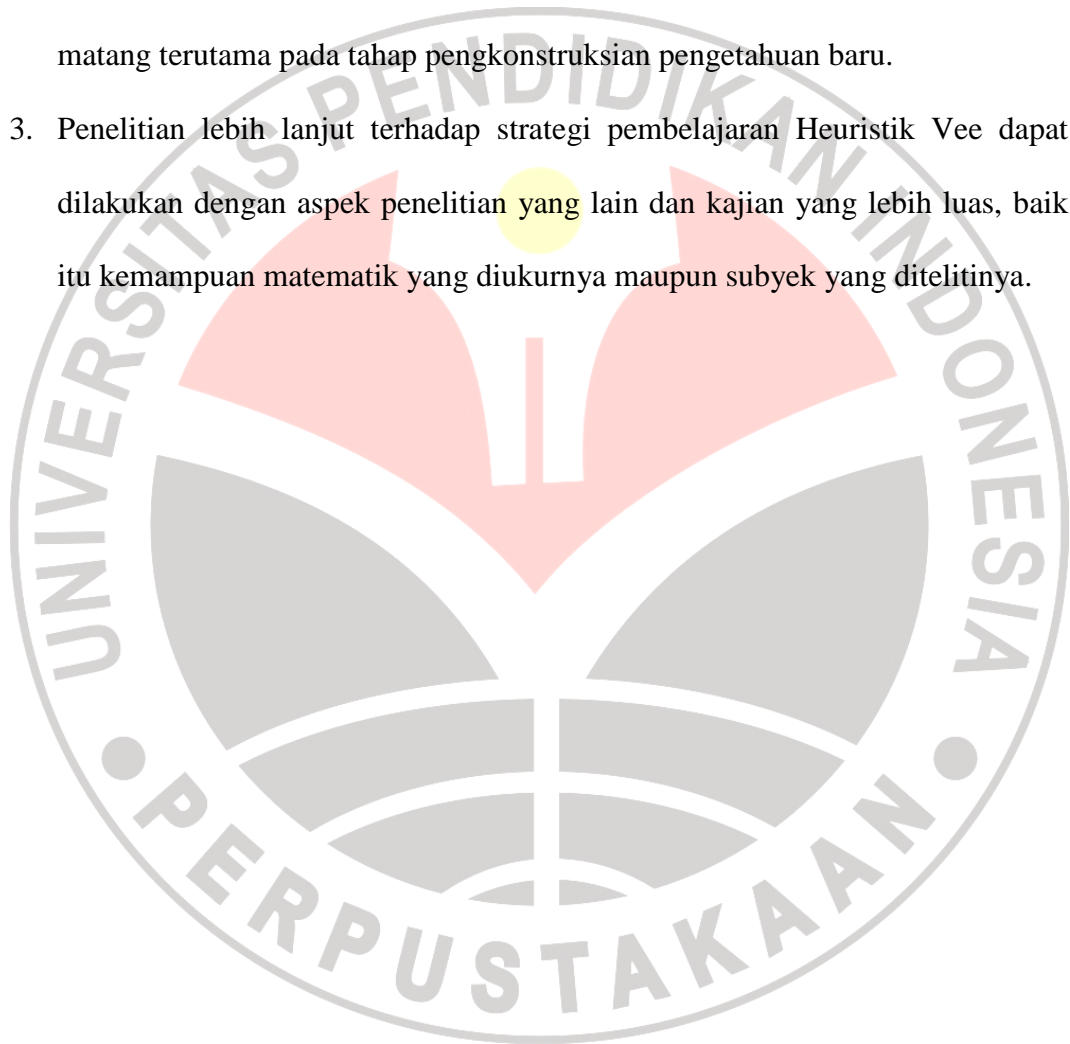 matang terutama pada tahap pengkonstruksian pengetahuan baru.
3. Penelitian lebih lanjut terhadap strategi pembelajaran Heuristik Vee dapat
dilakukan dengan aspek penelitian yang lain dan kajian yang lebih luas, baik
itu kemampuan matematik yang diukurnya maupun subyek yang ditelitinya.
UNIVERSITAS PENDIDIKAN INDONESIA
PERPUSTAKAAN